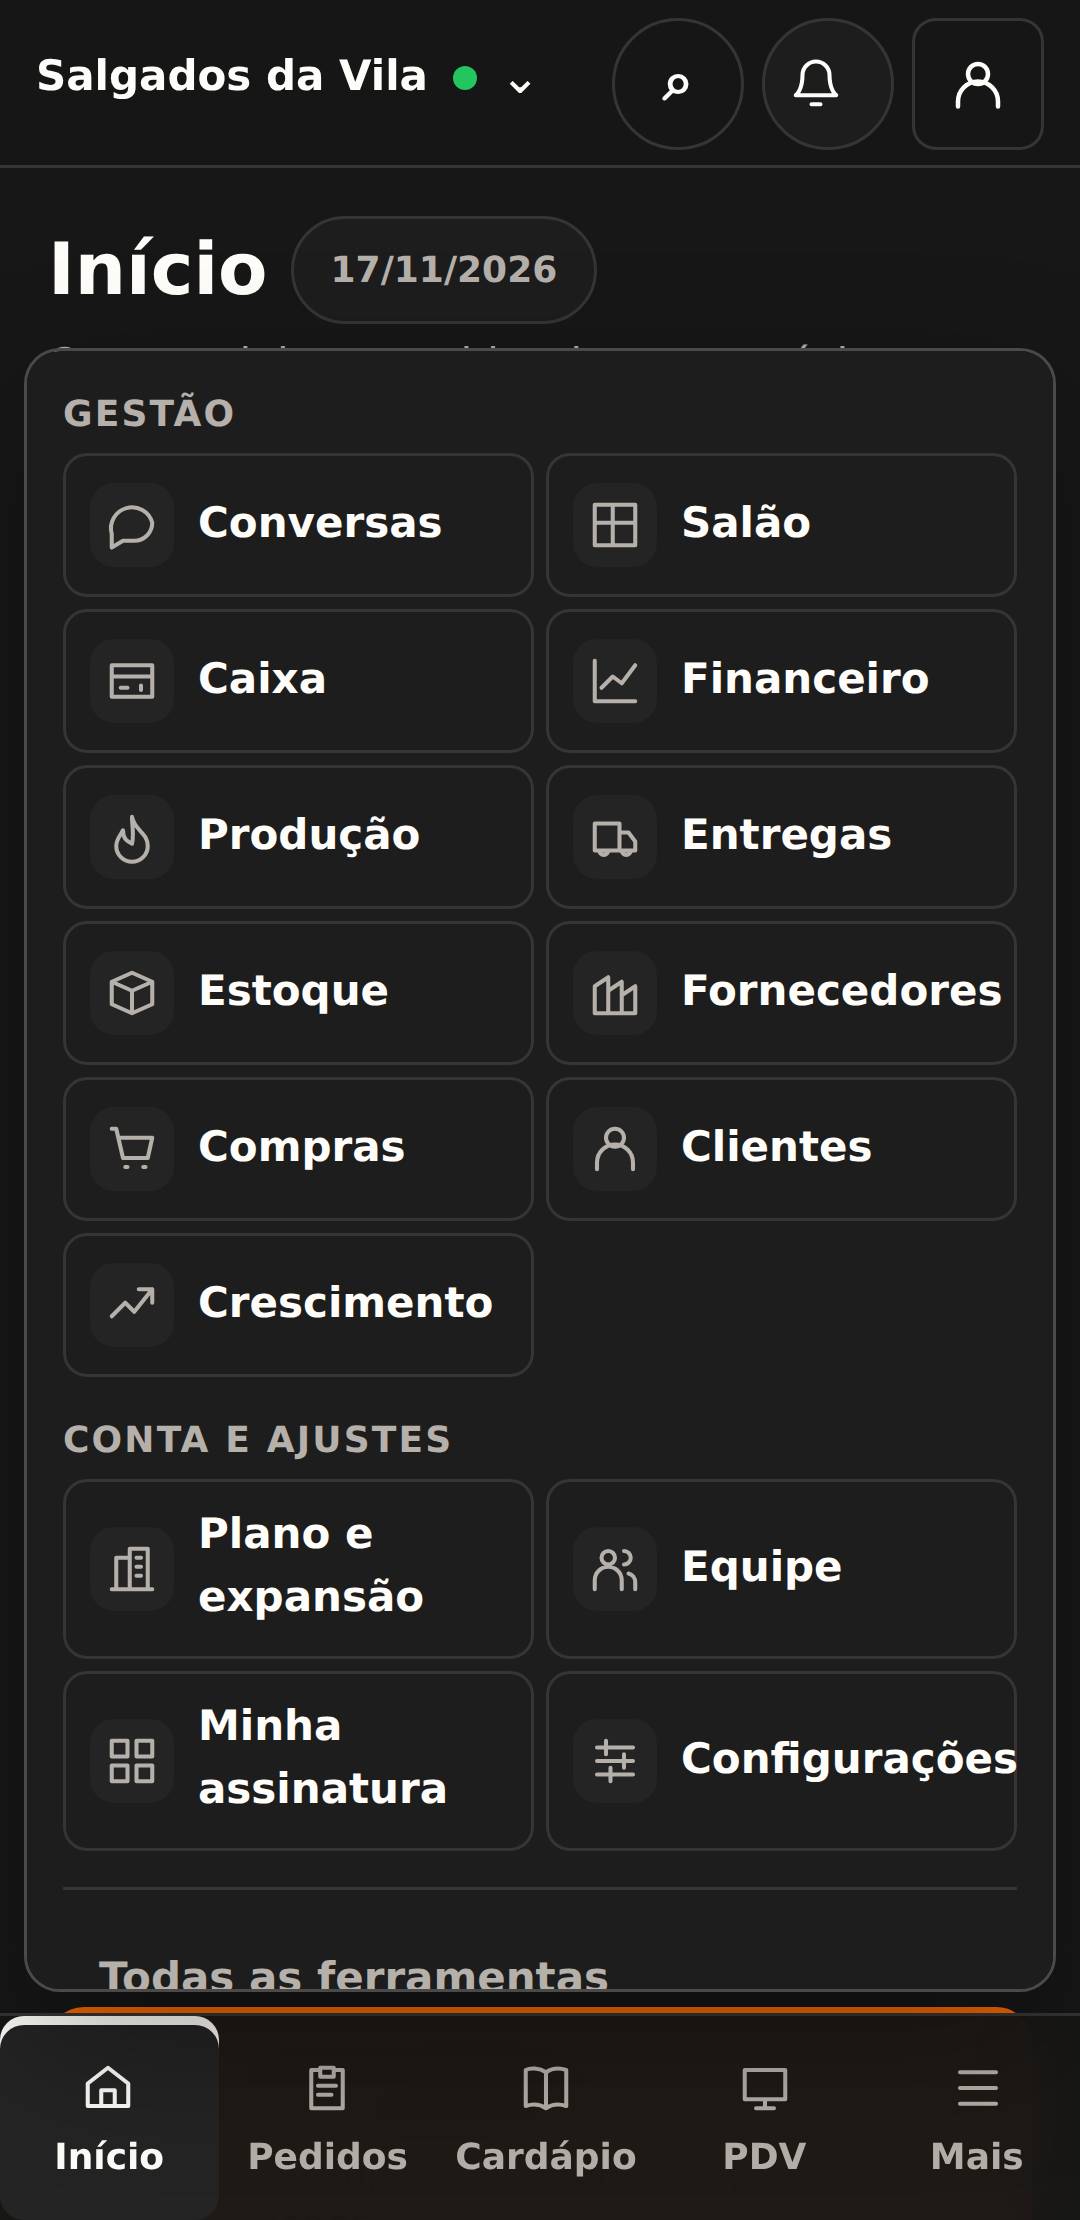 Salgados da Vila
Início
17/11/2026
GESTÃO
Conversas
Salão
Caixa
Financeiro
Produção
Entregas
Estoque
Fornecedores
Compras
Clientes
Crescimento
CONTA E AJUSTES
Plano e
expansão
Equipe
Minha
assinatura
Configurações
Todas as ferramentas
Início
Pedidos
Cardápio
PDV
Mais